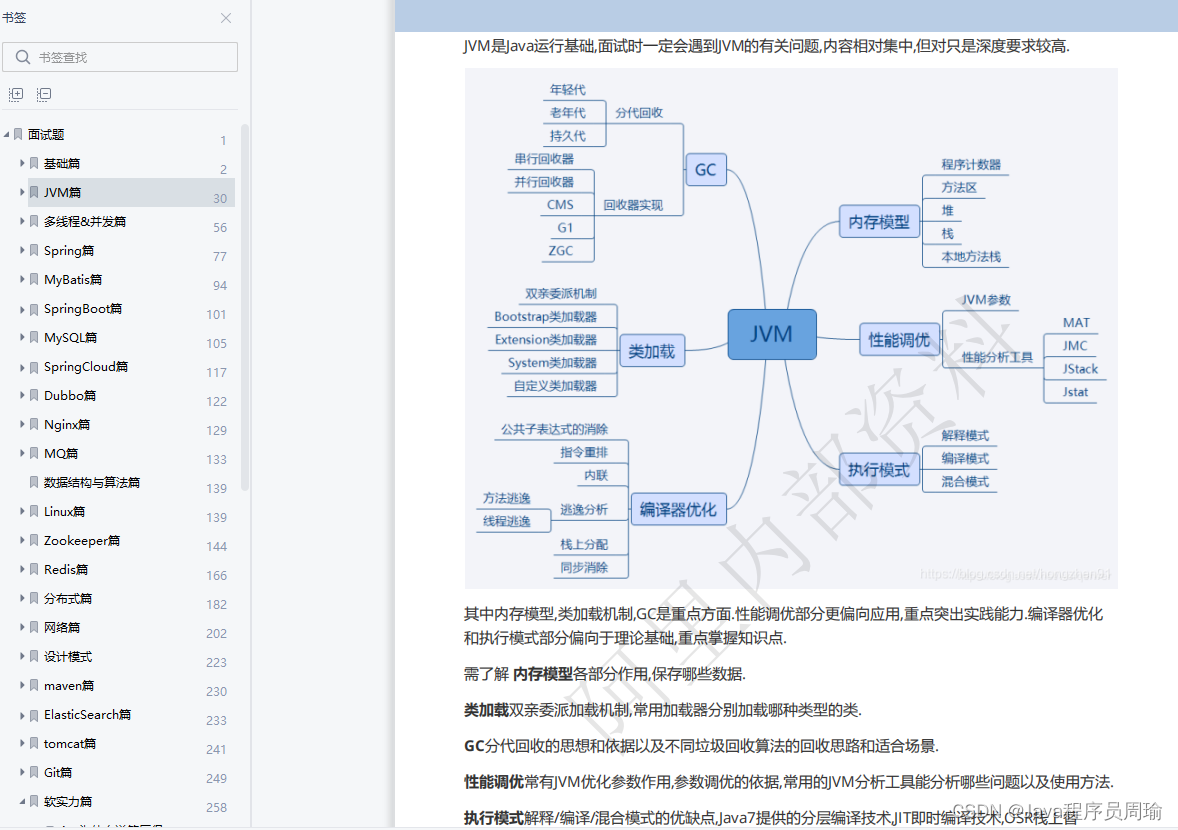 书签
书签查找
面试题 1
基础篇 2
JVM篇 30
多线程&并发篇 56
Spring篇 77
MyBatis篇 94
SpringBoot篇 101
MySQL篇 105
SpringCloud篇 117
Dubbo篇 122
Nginx篇 129
MQ篇 133
数据结构与算法篇 139
Linux篇 139
Zookeeper篇 144
Redis篇 166
分布式篇 182
网络篇 202
设计模式 223
maven篇 230
ElasticSearch篇 233
tomcat篇 241
Git篇 249
软实力篇 258
JVM是Java运行基础,面试时一定会遇到JVM的有关问题,内容相对集中,但对只是深度要求较高.
年轻代
老年代
持久代
分代回收
串行回收器
并行回收器
CMS
G1
ZGC
回收器实现
GC
双亲委派机制
Bootstrap类加载器
Extension类加载器
System类加载器
自定义类加载器
类加载
公共子表达式的消除
指令重排
内联
方法逃逸
线程逃逸
逃逸分析
栈上分配
同步消除
编译器优化
JVM
内存模型
程序计数器
方法区
堆
栈
本地方法栈
性能调优
JVM参数
性能分析工具
MAT
JMC
JStack
Jstat
执行模式
解释模式
编译模式
混合模式
https://blog.csdn.net/hongzhen91
阿里内部资料
其中内存模型,类加载机制,GC是重点方面.性能调优部分更偏向应用,重点突出实践能力.编译器优化
和执行模式部分偏向于理论基础,重点掌握知识点.
需了解 内存模型各部分作用,保存哪些数据.
类加载双亲委派加载机制,常用加载器分别加载哪种类型的类.
GC分代回收的思想和依据以及不同垃圾回收算法的回收思路和适合场景.
性能调优常有JVM优化参数作用,参数调优的依据,常用的JVM分析工具能分析哪些问题以及使用方法.
执行模式解释/编译/混合模式的优缺点,Java7提供的分层编译技术,JIT即时编译技术,OSR栈上替
CSDN @Java程序员周瑜